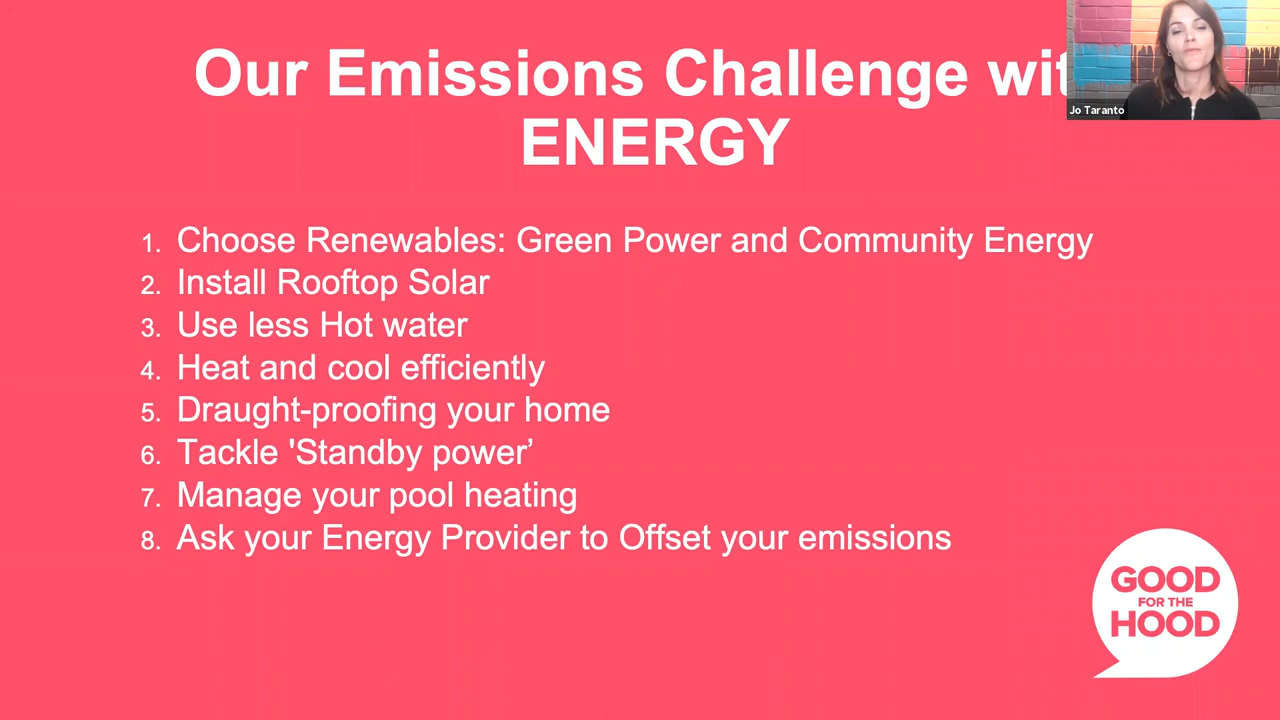 Our Emissions Challenge wit
ENERGY
Jo Taranto
1. Choose Renewables: Green Power and Community Energy
2. Install Rooftop Solar
3. Use less Hot water
4. Heat and cool efficiently
5. Draught-proofing your home
6. Tackle 'Standby power’
7. Manage your pool heating
8. Ask your Energy Provider to Offset your emissions
GOOD
FOR THE
HOOD